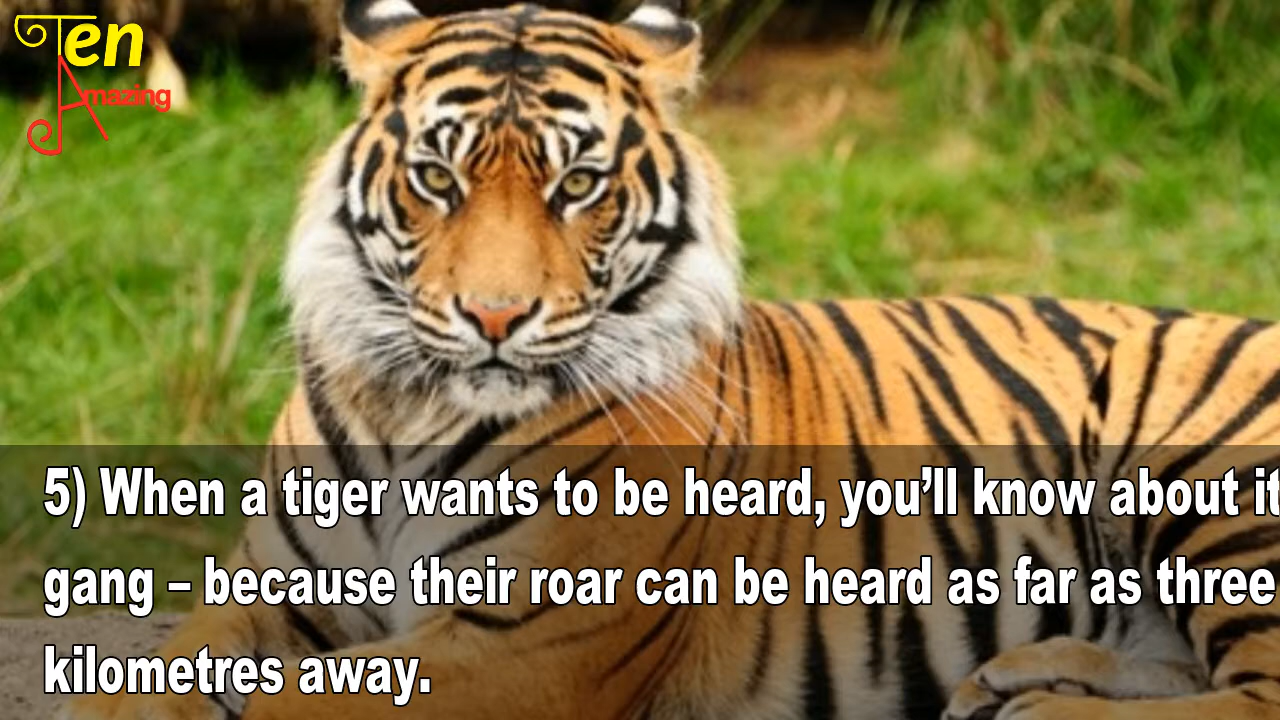 Ten
Amazing
5) When a tiger wants to be heard, you’ll know about it
gang – because their roar can be heard as far as three
kilometres away.